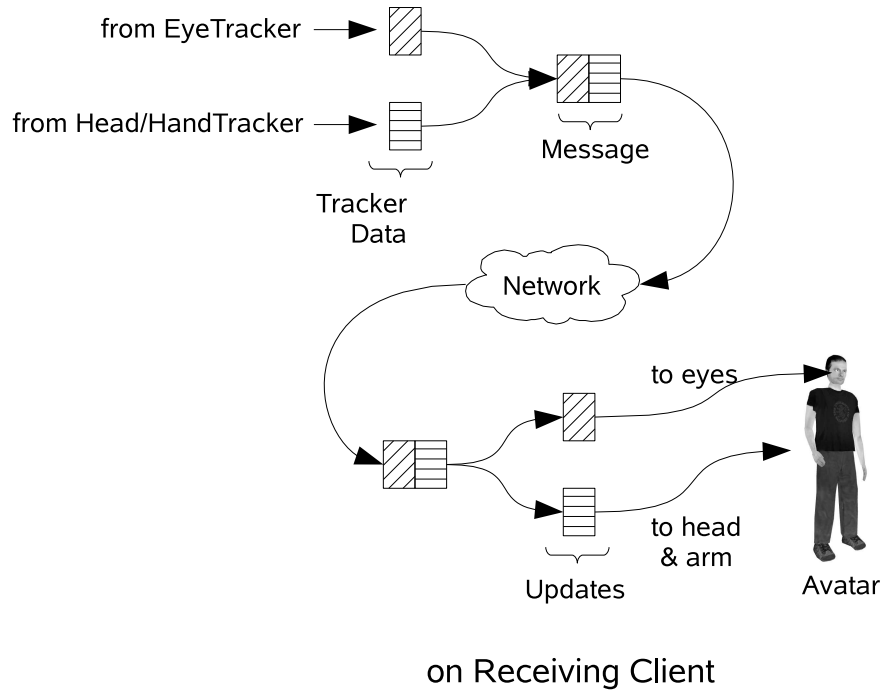 from EyeTracker
from Head/HandTracker
Message
Tracker
Data
Network
to eyes
to head
& arm
Updates
Avatar
on Receiving Client